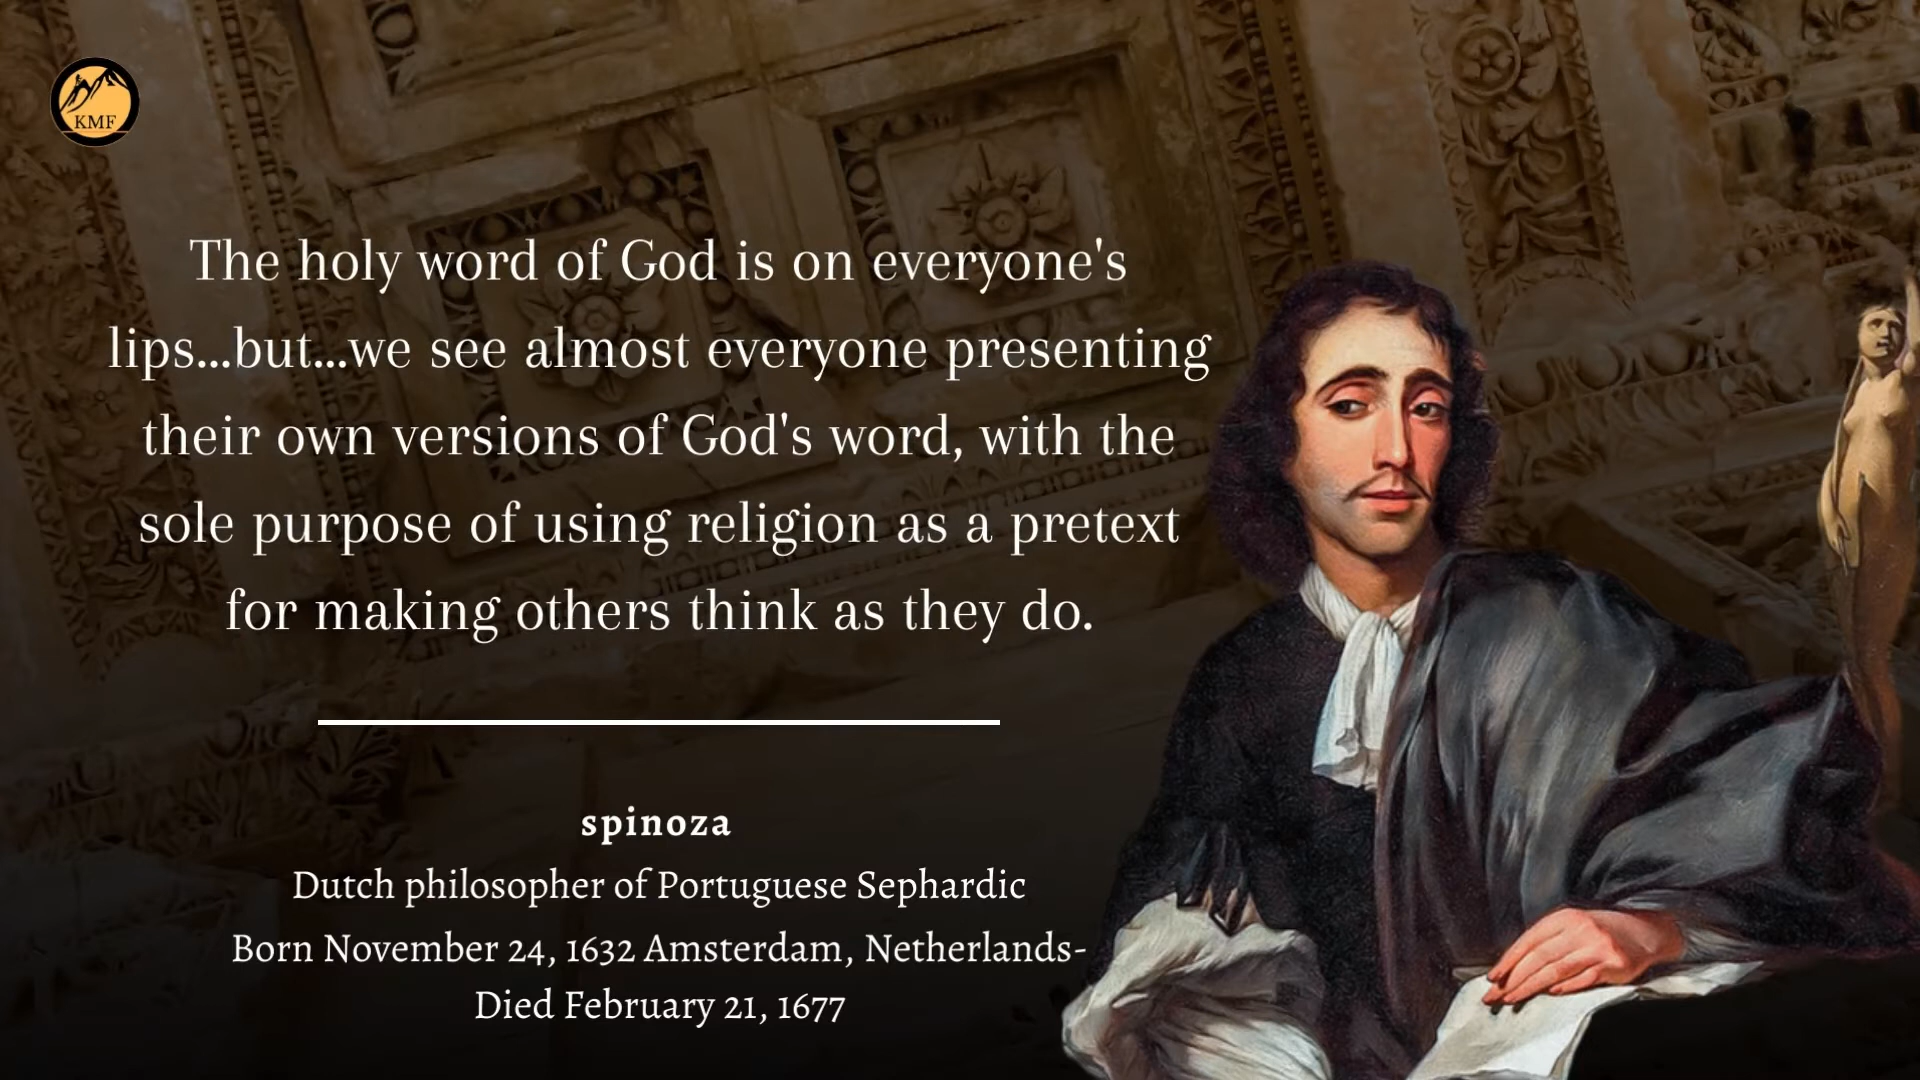 KMF
The holy word of God is on everyone's
lips...but...we see almost everyone presenting
their own versions of God's word, with the
sole purpose of using religion as a pretext
for making others think as they do.
spinoza
Dutch philosopher of Portuguese Sephardic
Born November 24, 1632 Amsterdam, Netherlands-
Died February 21, 1677